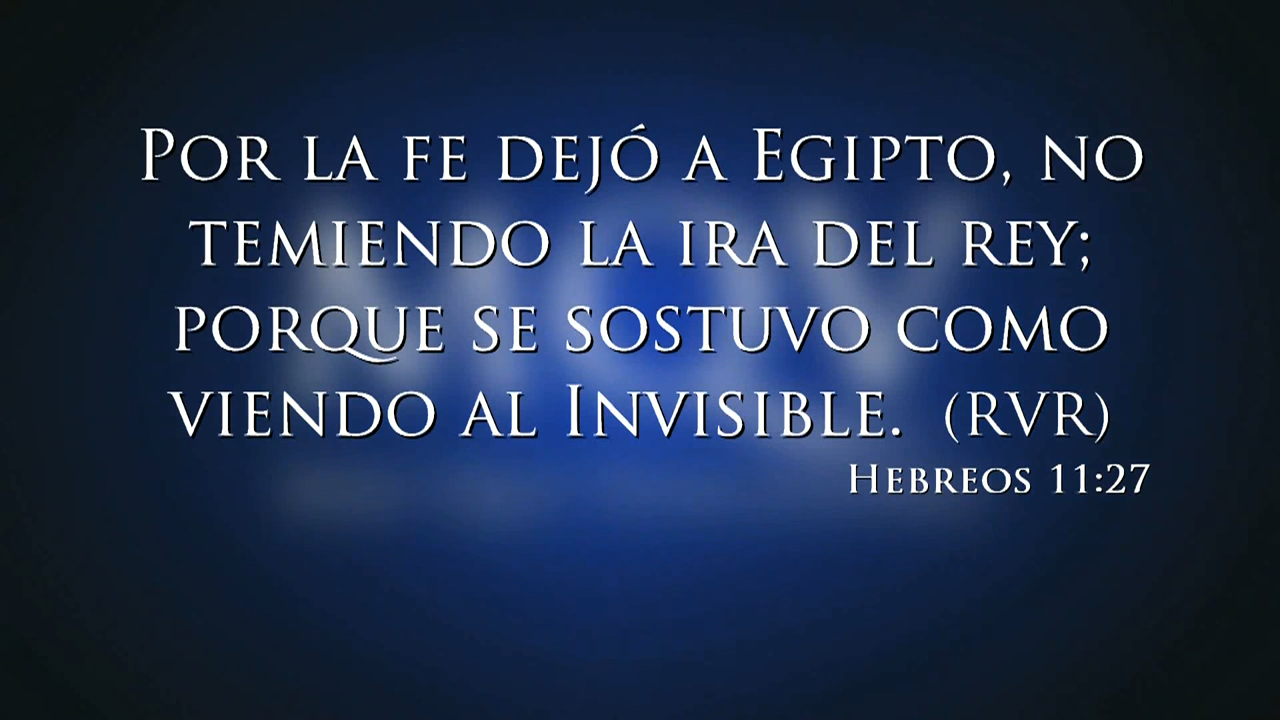 Por la fe dejó a Egipto, no
temiendo la ira del rey;
porque se sostuvo como
viendo al Invisible. (RVR)
Hebreos 11:27